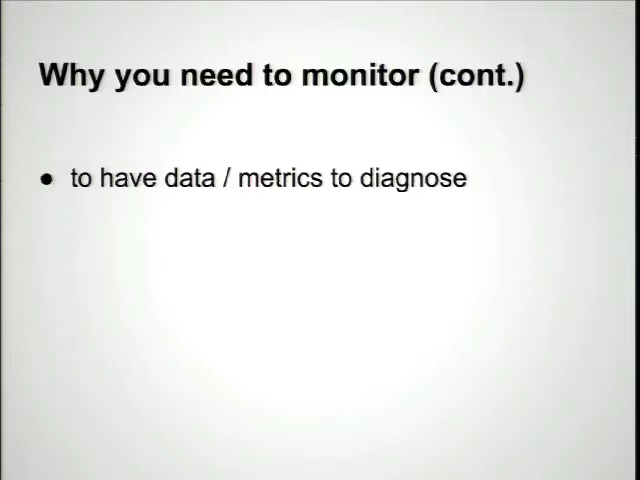 Why you need to monitor (cont.)
● to have data / metrics to diagnose